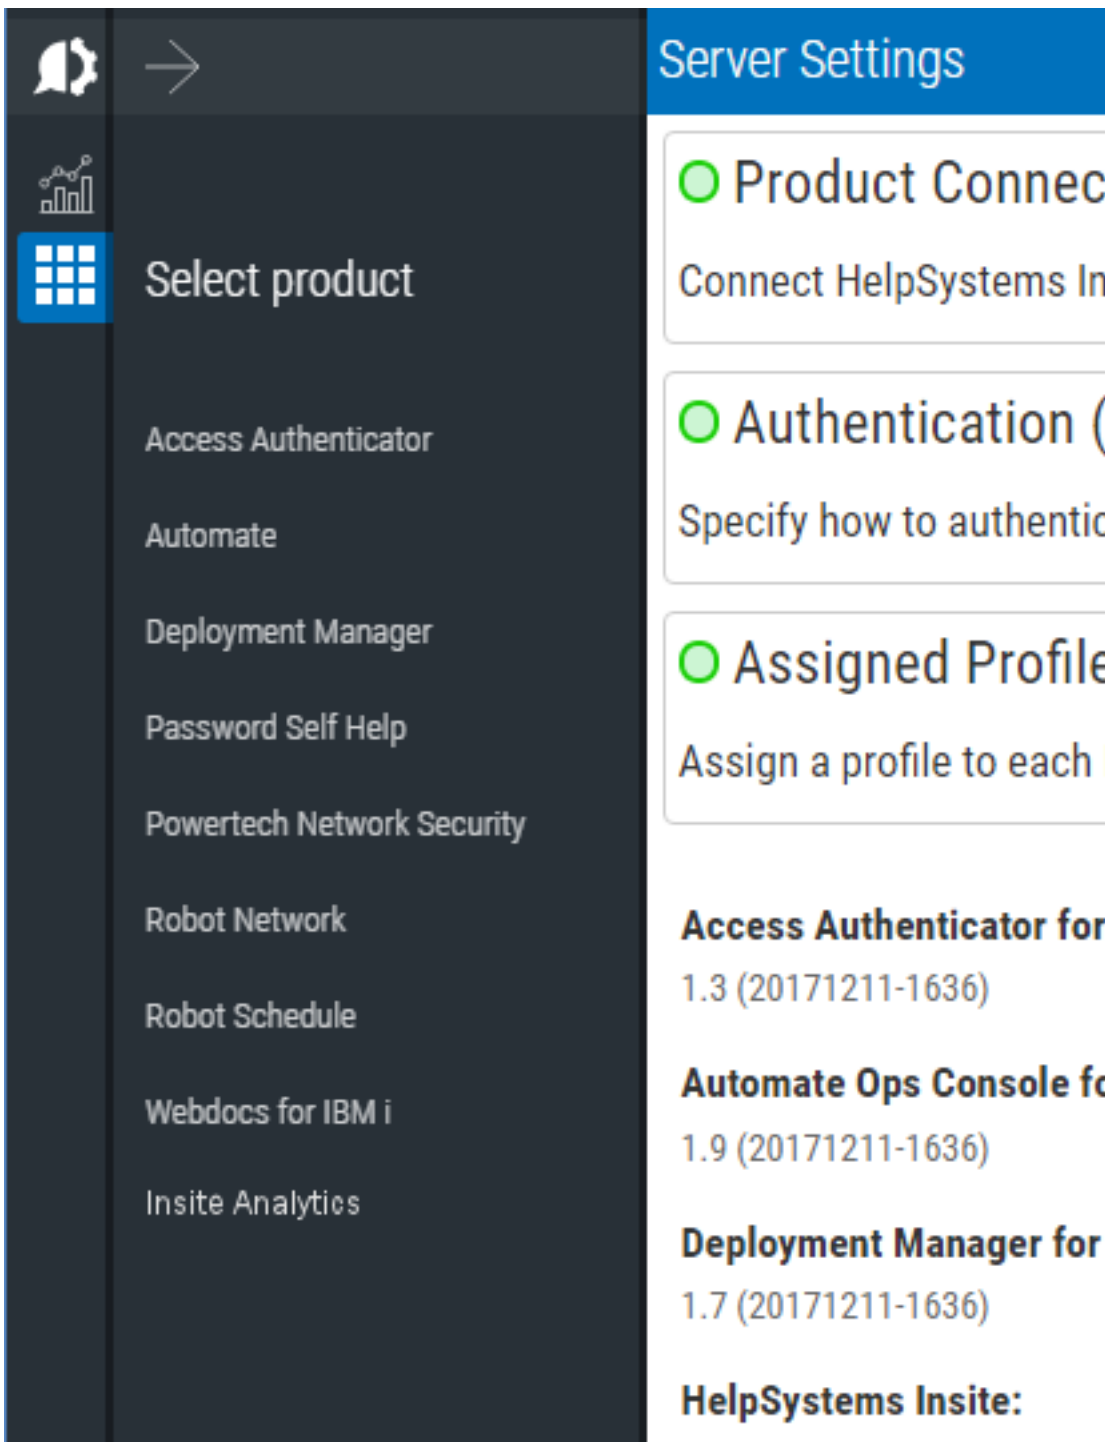 Select product
Access Authenticator
Automate
Deployment Manager
Password Self Help
Powertech Network Security
Robot Network
Robot Schedule
Webdocs for IBM i
Insite Analytics
Server Settings
Product Connec
Connect HelpSystems In
Authentication (
Specify how to authentic
Assigned Profile
Assign a profile to each
Access Authenticator for
1.3 (20171211-1636)
Automate Ops Console fo
1.9 (20171211-1636)
Deployment Manager for
1.7 (20171211-1636)
HelpSystems Insite: